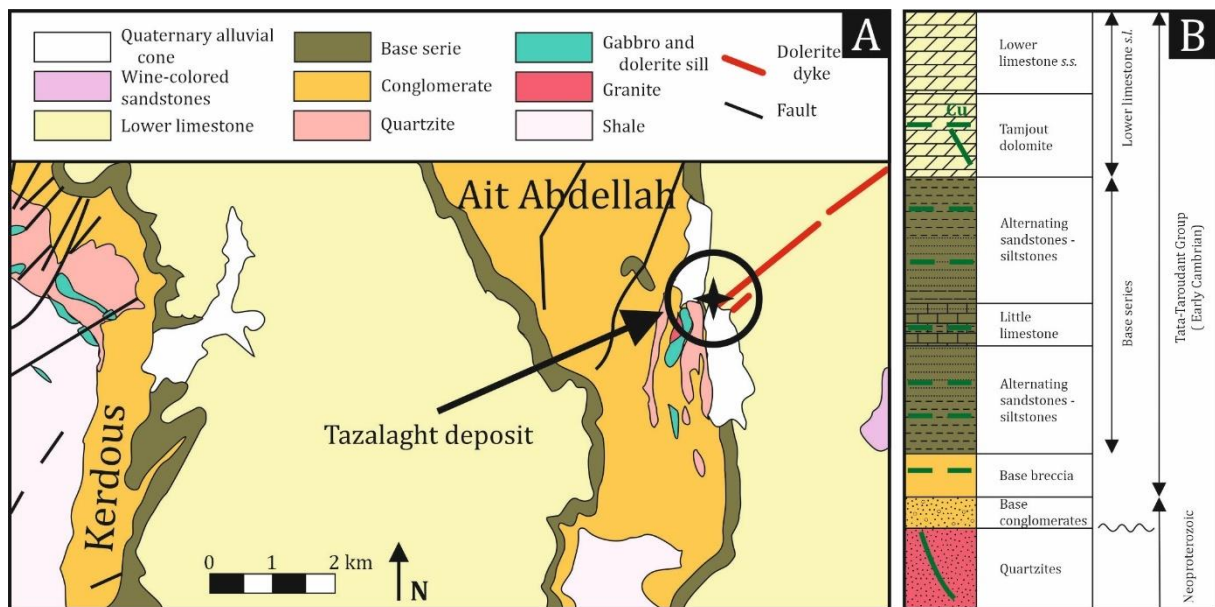 Quaternary alluvial
cone
Wine-colored
sandstones
Lower limestone
Base serie
Conglomerate
Quartzite
Gabbro and
dolerite sill
Granite
Shale
Dolerite
dyke
Fault
A
Ait Abdellah
Tazalaght deposit
Kerdous
0 1 2 km
N
B
Lower
limestone s.s.
Cu
Tamjout
dolomite
Alternating
sandstones -
siltstones
Little
limestone
Alternating
sandstones -
siltstones
Base breccia
Base
conglomerates
Quartzites
Lower limestone s.l.
Base series
Tata-Taroudant Group
( Early Cambrian)
Neoproterozoic